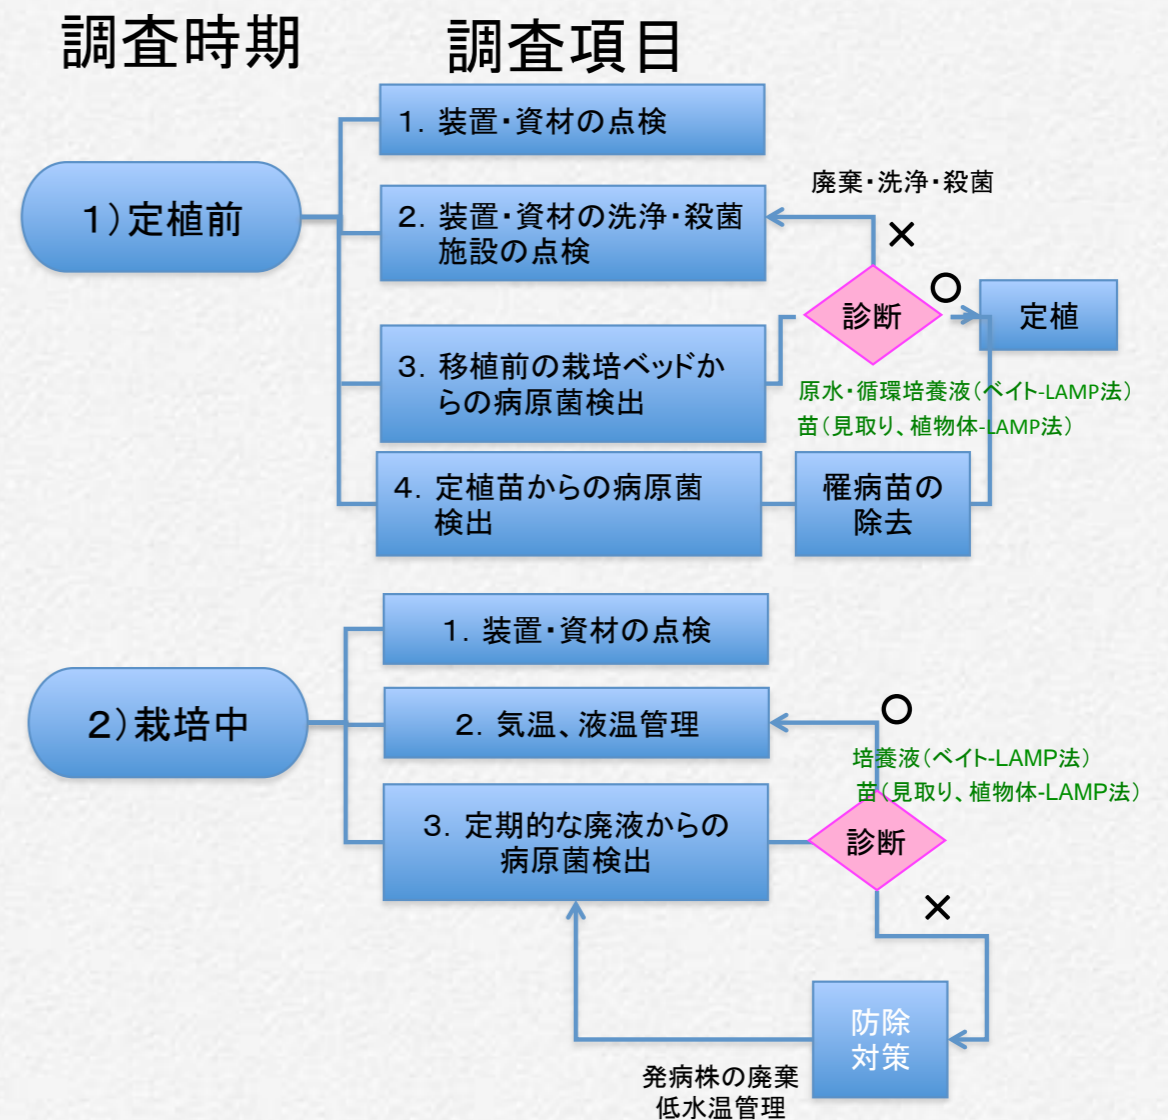 調査時期
調査項目
1）定植前
1．装置・資材の点検
2．装置・資材の洗浄・殺菌
施設の点検
3．移植前の栽培ベッドか
らの病原菌検出
4．定植苗からの病原菌
検出
廃棄・洗浄・殺菌
×
診断
○
定植
原水・循環培養液（ベイト-LAMP法）
苗（見取り、植物体-LAMP法）
罹病苗の
除去
2）栽培中
1．装置・資材の点検
2．気温、液温管理
3．定期的な廃液からの
病原菌検出
○
培養液（ベイト-LAMP法）
苗（見取り、植物体-LAMP法）
診断
×
防除
対策
発病株の廃棄
低水温管理